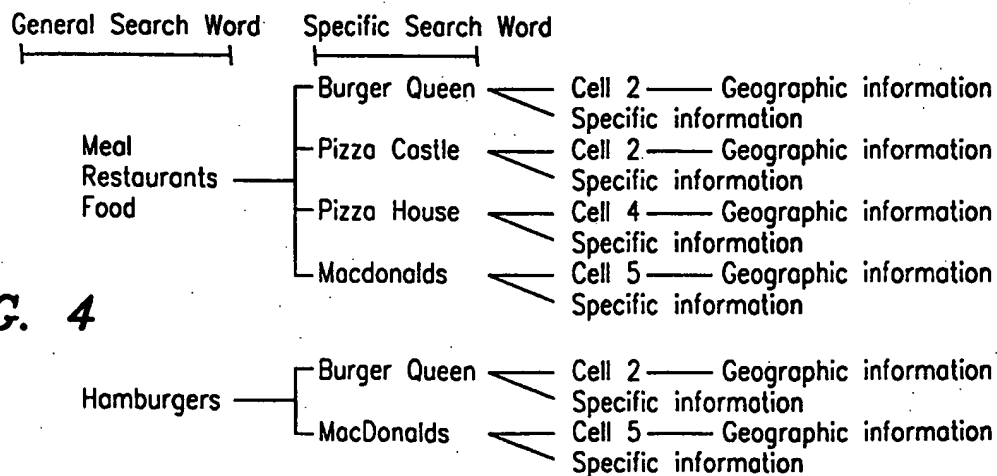 General Search Word Specific Search Word
Burger Queen Cell 2 Geographic information
Specific information
Meal
Restaurants
Food
Pizza Castle Cell 2 Geographic information
Specific information
Pizza House Cell 4 Geographic information
Specific information
Macdonalds Cell 5 Geographic information
Specific information
G. 4
Hamburgers
Burger Queen Cell 2 Geographic information
Specific information
MacDonalds Cell 5 Geographic information
Specific information